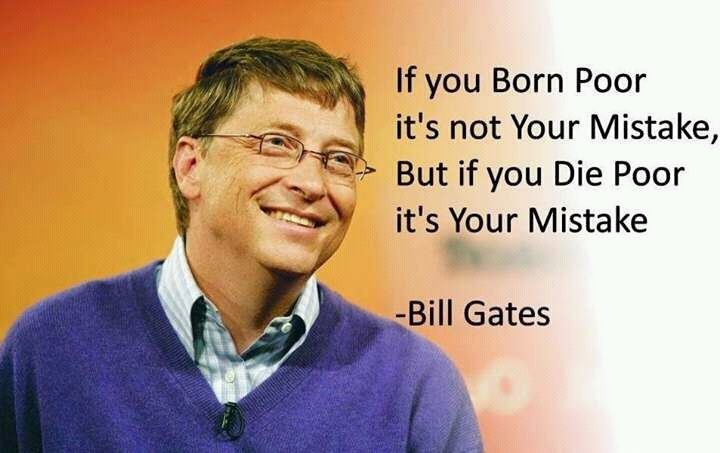 If you Born Poor
it's not Your Mistake,
But if you Die Poor
it's Your Mistake
-Bill Gates